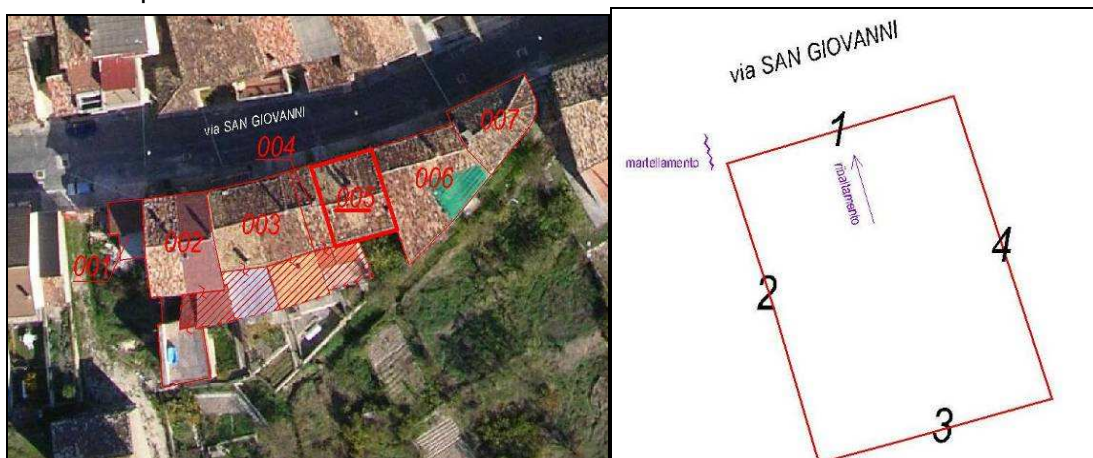 via SAN GIOVANNI
004
007
005
006
003
002
001
via SAN GIOVANNI
1
martellamento
ribaltamento
2
4
3